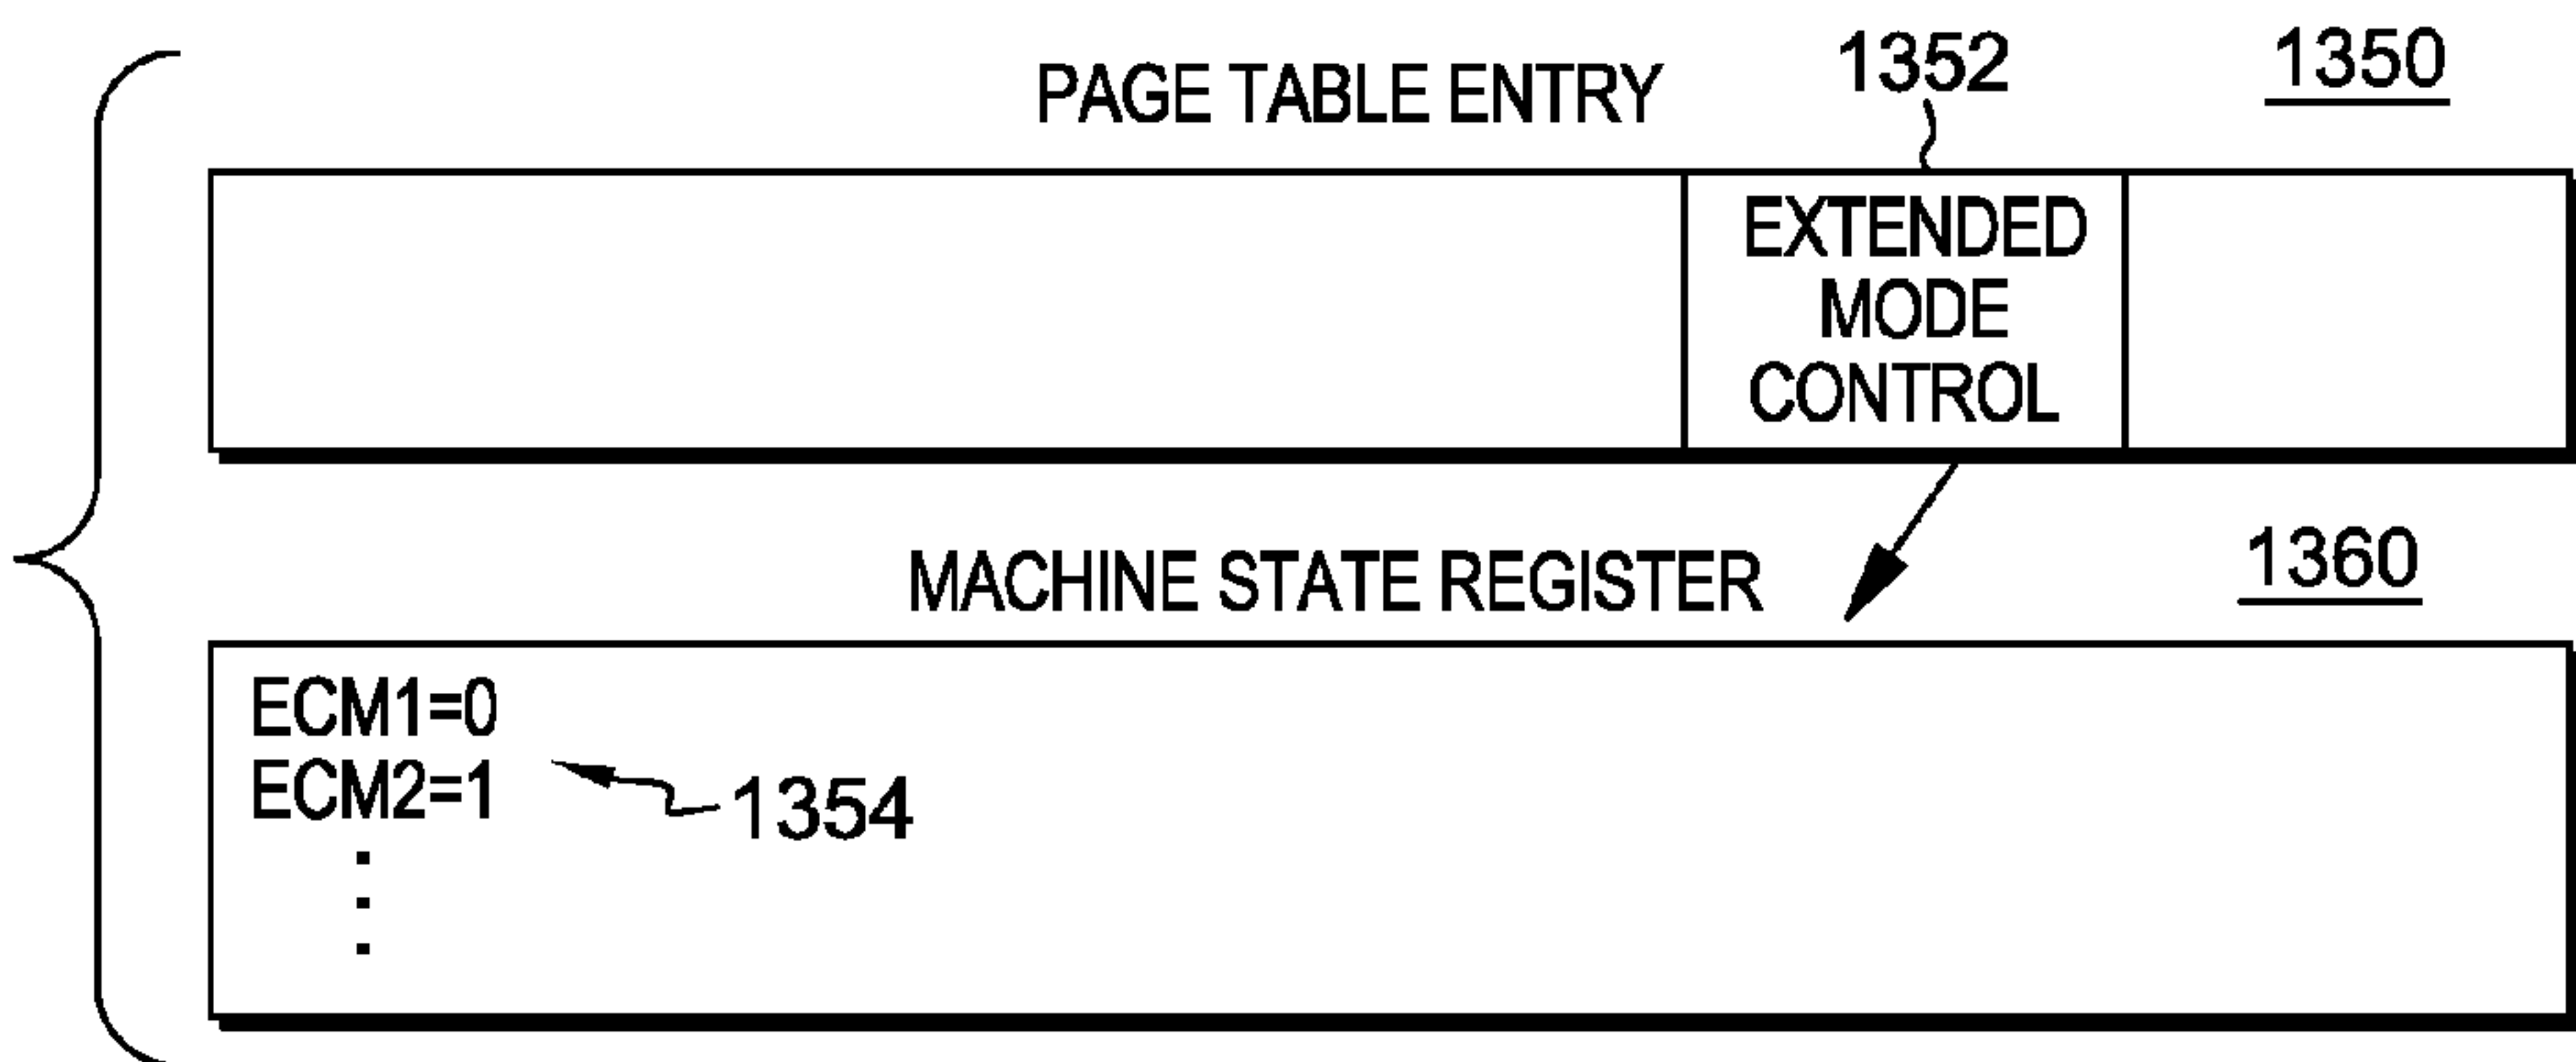 PAGE TABLE ENTRY 1352 1350
EXTENDED
MODE
CONTROL
MACHINE STATE REGISTER 1360
ECM1=0
ECM2=1
1354